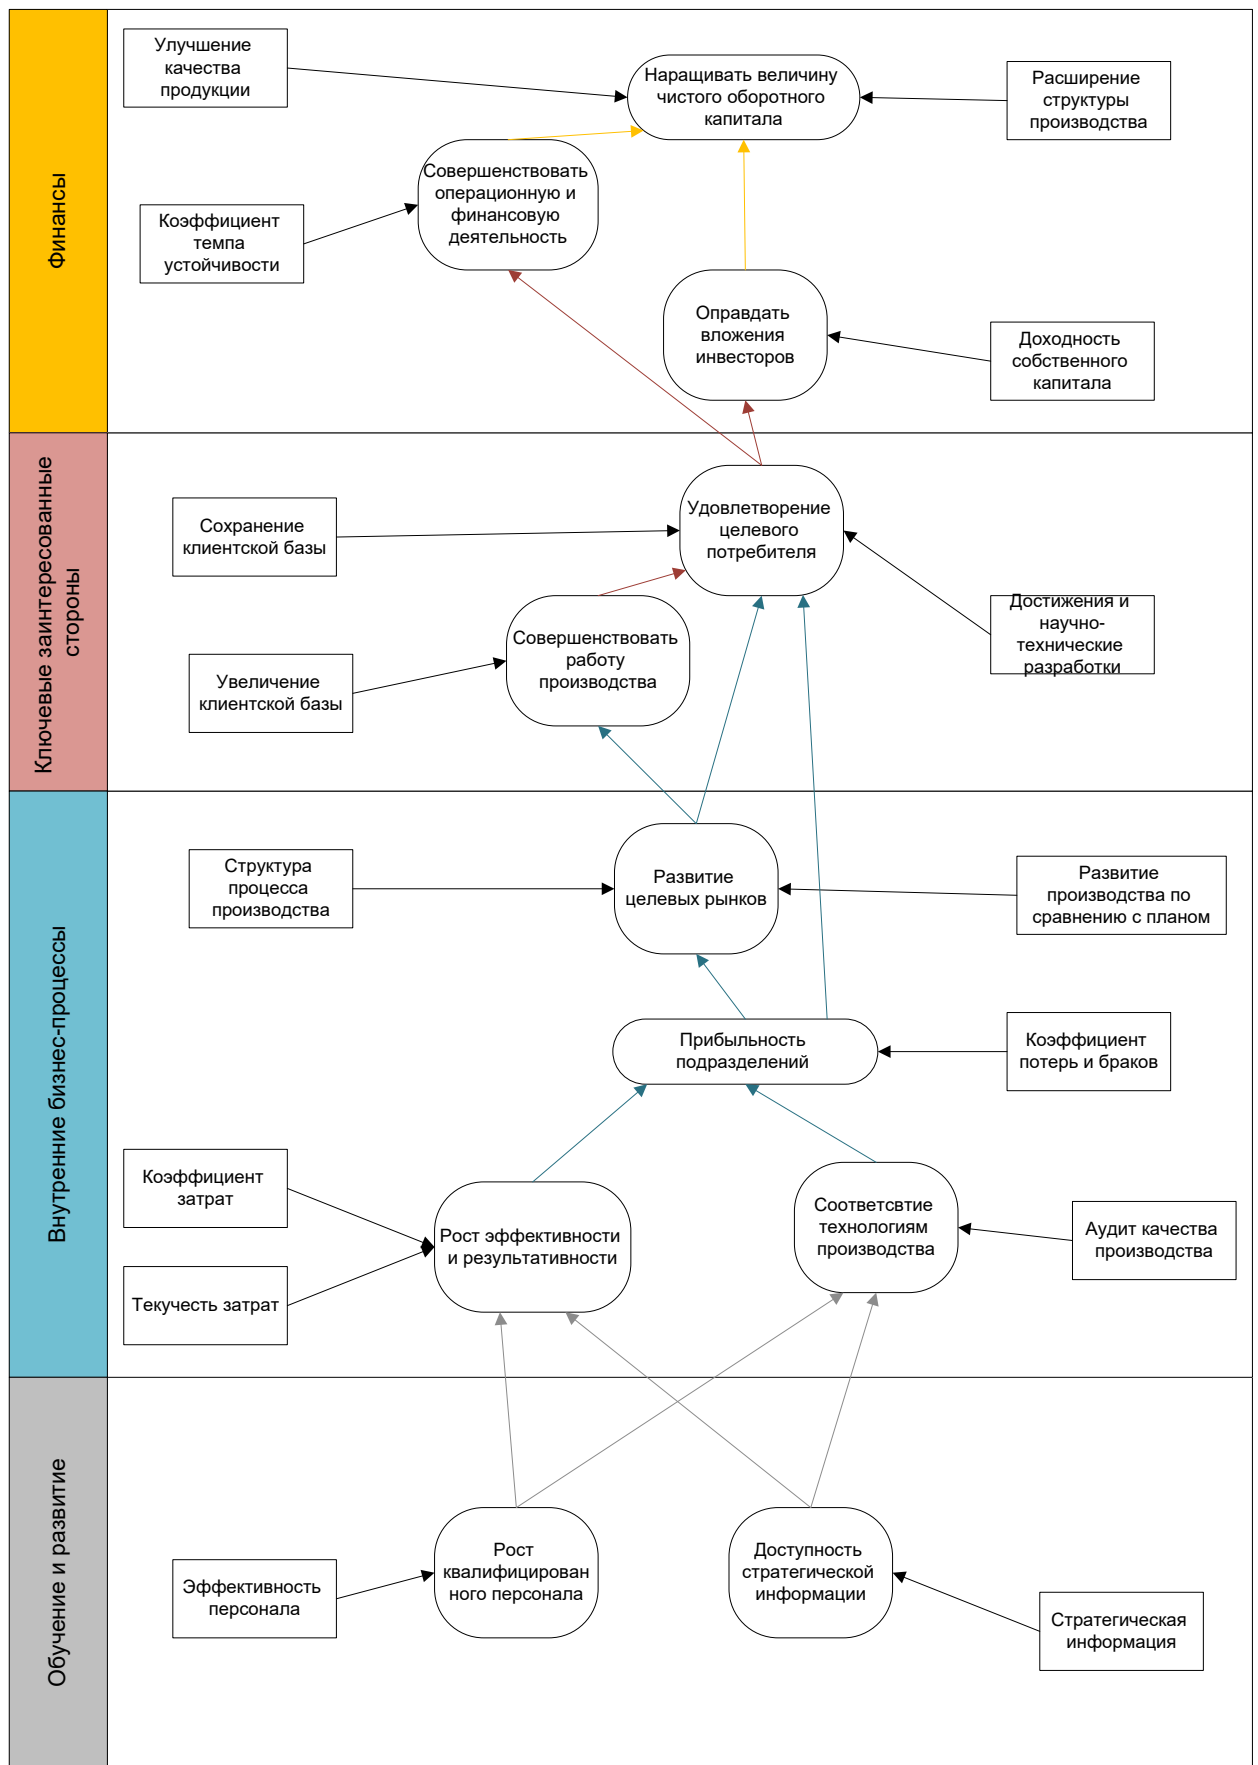 Финансы
Улучшение
качества
продукции
Наращивать величину
чистого оборотного
капитала
Расширение
структуры
производства
Совершенствовать
операционную и
финансовую
деятельность
Коэффициент
темпа
устойчивости
Оправдать
вложения
инвесторов
Доходность
собственного
капитала
Ключевые заинтересованные
стороны
Сохранение
клиентской базы
Удовлетворение
целевого
потребителя
Достижения и
научно-
технические
разработки
Совершенствовать
работу
производства
Увеличение
клиентской базы
Внутренние бизнес-процессы
Структура
процесса
производства
Развитие
целевых рынков
Развитие
производства по
сравнению с планом
Прибыльность
подразделений
Коэффициент
потерь и браков
Коэффициент
затрат
Рост эффективности
и результативности
Соответсвтие
технологиям
производства
Аудит качества
производства
Текучесть затрат
Обучение и развитие
Эффективность
персонала
Рост
квалифицирован
ного персонала
Доступность
стратегической
информации
Стратегическая
информация